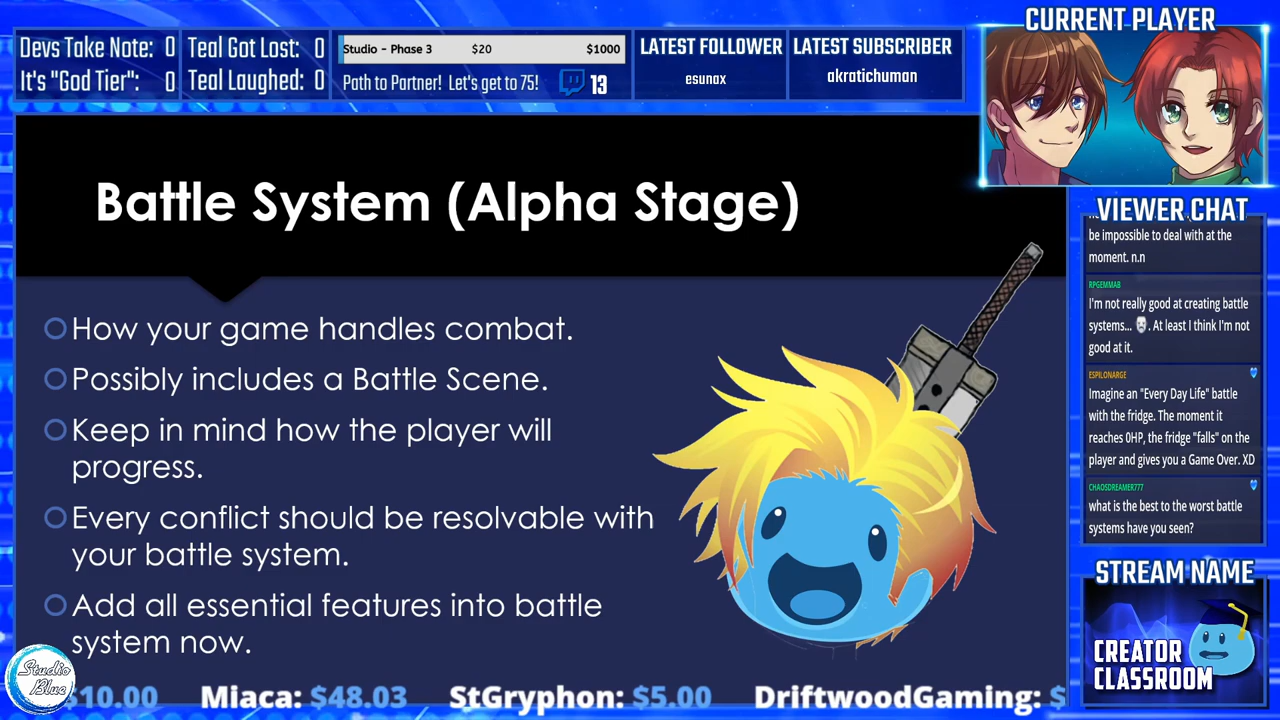 CURRENT PLAYER
Devs Take Note: 0
It's "God Tier": 0
Teal Got Lost: 0
Teal Laughed: 0
Studio - Phase 3 $20 $1000
Path to Partner! Let's get to 75! 13
LATEST FOLLOWER
esunax
LATEST SUBSCRIBER
akratichuman
Battle System (Alpha Stage)
How your game handles combat.
Possibly includes a Battle Scene.
Keep in mind how the player will
progress.
Every conflict should be resolvable with
your battle system.
Add all essential features into battle
system now.
VIEWER CHAT
be impossible to deal with at the
moment. n.n
RPGEMMAB
I'm not really good at creating battle
systems... . At least I think I'm not
good at it.
ESPILONARGE
Imagine an "Every Day Life" battle
with the fridge. The moment it
reaches 0HP, the fridge "falls" on the
player and gives you a Game Over. XD
CHAOSDREAMER777
what is the best to the worst battle
systems have you seen?
STREAM NAME
CREATOR
CLASSROOM
Studio
Blue
$10.00 Miaca: $48.03 StGryphon: $5.00 DriftwoodGaming: $